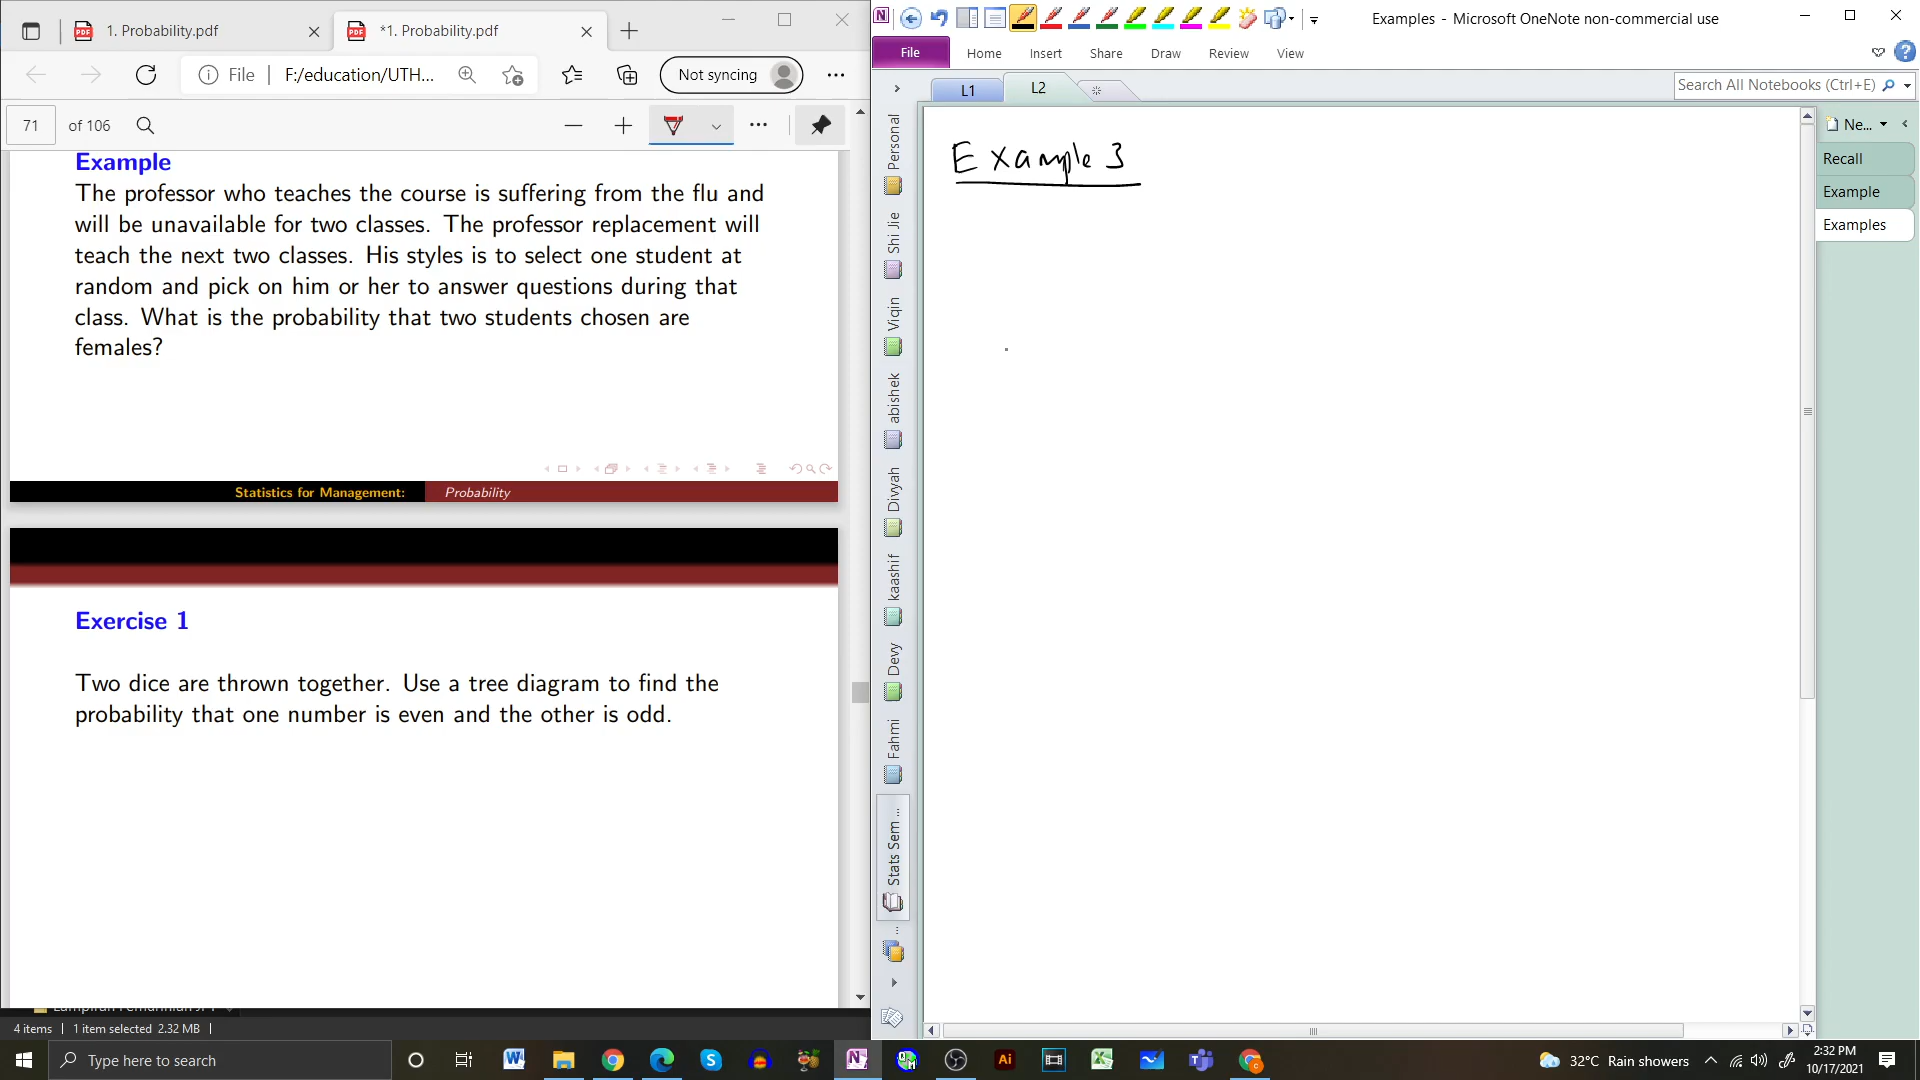 1. Probability.pdf
*1. Probability.pdf
File
F:/education/UTH...
Not syncing
71 of 106
Example
The professor who teaches the course is suffering from the flu and
will be unavailable for two classes. The professor replacement will
teach the next two classes. His styles is to select one student at
random and pick on him or her to answer questions during that
class. What is the probability that two students chosen are
females?
Statistics for Management: Probability
Exercise 1
Two dice are thrown together. Use a tree diagram to find the
probability that one number is even and the other is odd.
4 items 1 item selected 2.32 MB
Examples - Microsoft OneNote non-commercial use
File Home Insert Share Draw Review View
L1 L2
Search All Notebooks (Ctrl+E)
Personal
Shi Jie
Viqin
abishek
Divyah
kaashif
Devy
Fahmi
Stats Sem ...
Example 3
Ne...
Recall
Example
Examples
Type here to search
32°C Rain showers
2:32 PM
10/17/2021